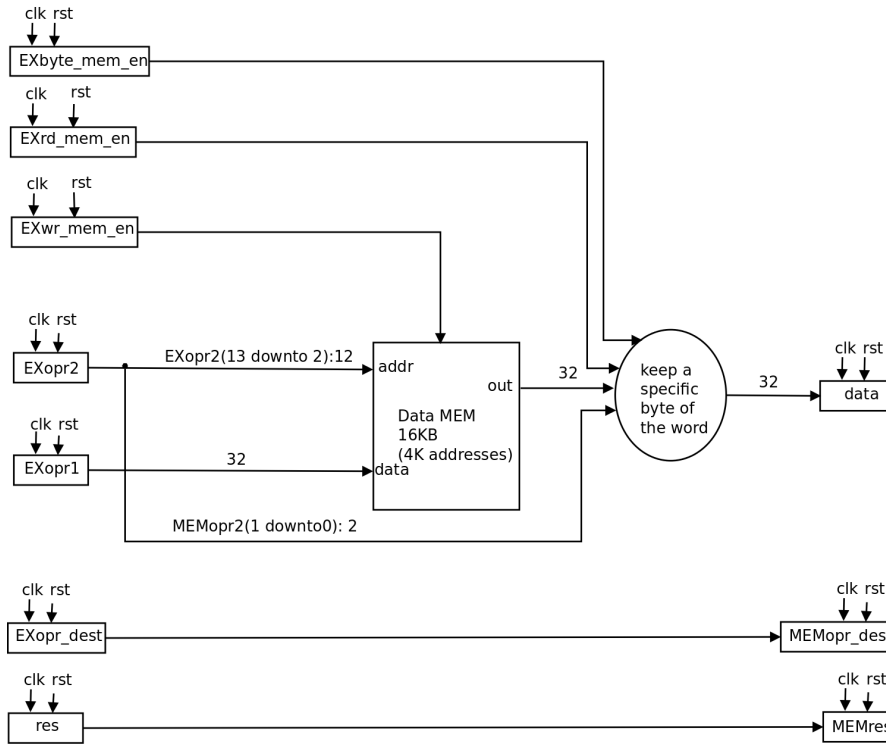 clk rst
EXbyte_mem_en
clk rst
EXrd_mem_en
clk rst
EXwr_mem_en
clk rst
EXopr2
EXopr2(13 downto 2):12
addr
out
32
Data MEM
16KB
(4K addresses)
data
keep a
specific
byte of
the word
32
clk rst
data
clk rst
EXopr1
32
MEMopr2(1 downto0): 2
clk rst
EXopr_dest
clk rst
MEMopr_des
clk rst
res
clk rst
MEMres